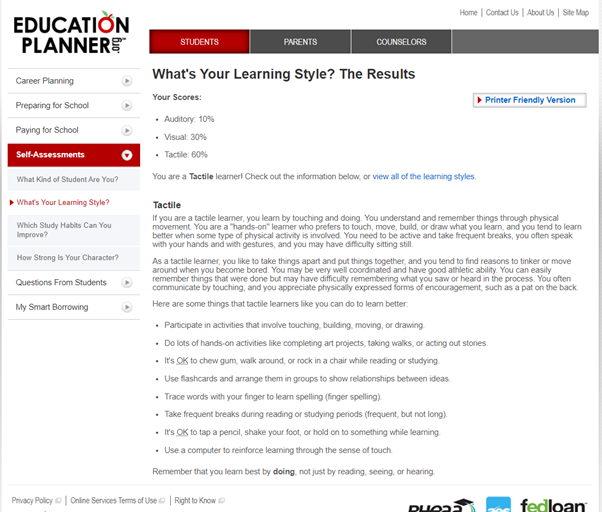 Home | Contact Us | About Us | Site Map
EDUCATION
PLANNER.org
STUDENTS
PARENTS
COUNSELORS
Career Planning
Preparing for School
Paying for School
Self-Assessments
What Kind of Student Are You?
What's Your Learning Style?
Which Study Habits Can You
Improve?
How Strong Is Your Character?
Questions From Students
My Smart Borrowing
What's Your Learning Style? The Results
Your Scores:
Printer Friendly Version
• Auditory: 10%
• Visual: 30%
• Tactile: 60%
You are a Tactile learner! Check out the information below, or view all of the learning styles.
Tactile
If you are a tactile learner, you learn by touching and doing. You understand and remember things through physical
movement. You are a "hands-on" learner who prefers to touch, move, build, or draw what you learn, and you tend to learn
better when some type of physical activity is involved. You need to be active and take frequent breaks, you often speak
with your hands and with gestures, and you may have difficulty sitting still.
As a tactile learner, you like to take things apart and put things together, and you tend to find reasons to tinker or move
around when you become bored. You may be very well coordinated and have good athletic ability. You can easily
remember things that were done but may have difficulty remembering what you saw or heard in the process. You often
communicate by touching, and you appreciate physically expressed forms of encouragement, such as a pat on the back.
Here are some things that tactile learners like you can do to learn better:
• Participate in activities that involve touching, building, moving, or drawing.
• Do lots of hands-on activities like completing art projects, taking walks, or acting out stories.
• It's OK to chew gum, walk around, or rock in a chair while reading or studying.
• Use flashcards and arrange them in groups to show relationships between ideas.
• Trace words with your finger to learn spelling (finger spelling).
• Take frequent breaks during reading or studying periods (frequent, but not long).
• It's OK to tap a pencil, shake your foot, or hold on to something while learning.
• Use a computer to reinforce learning through the sense of touch.
Remember that you learn best by doing, not just by reading, seeing, or hearing.
Privacy Policy | Online Services Terms of Use | Right to Know
PHEAA
fedloan